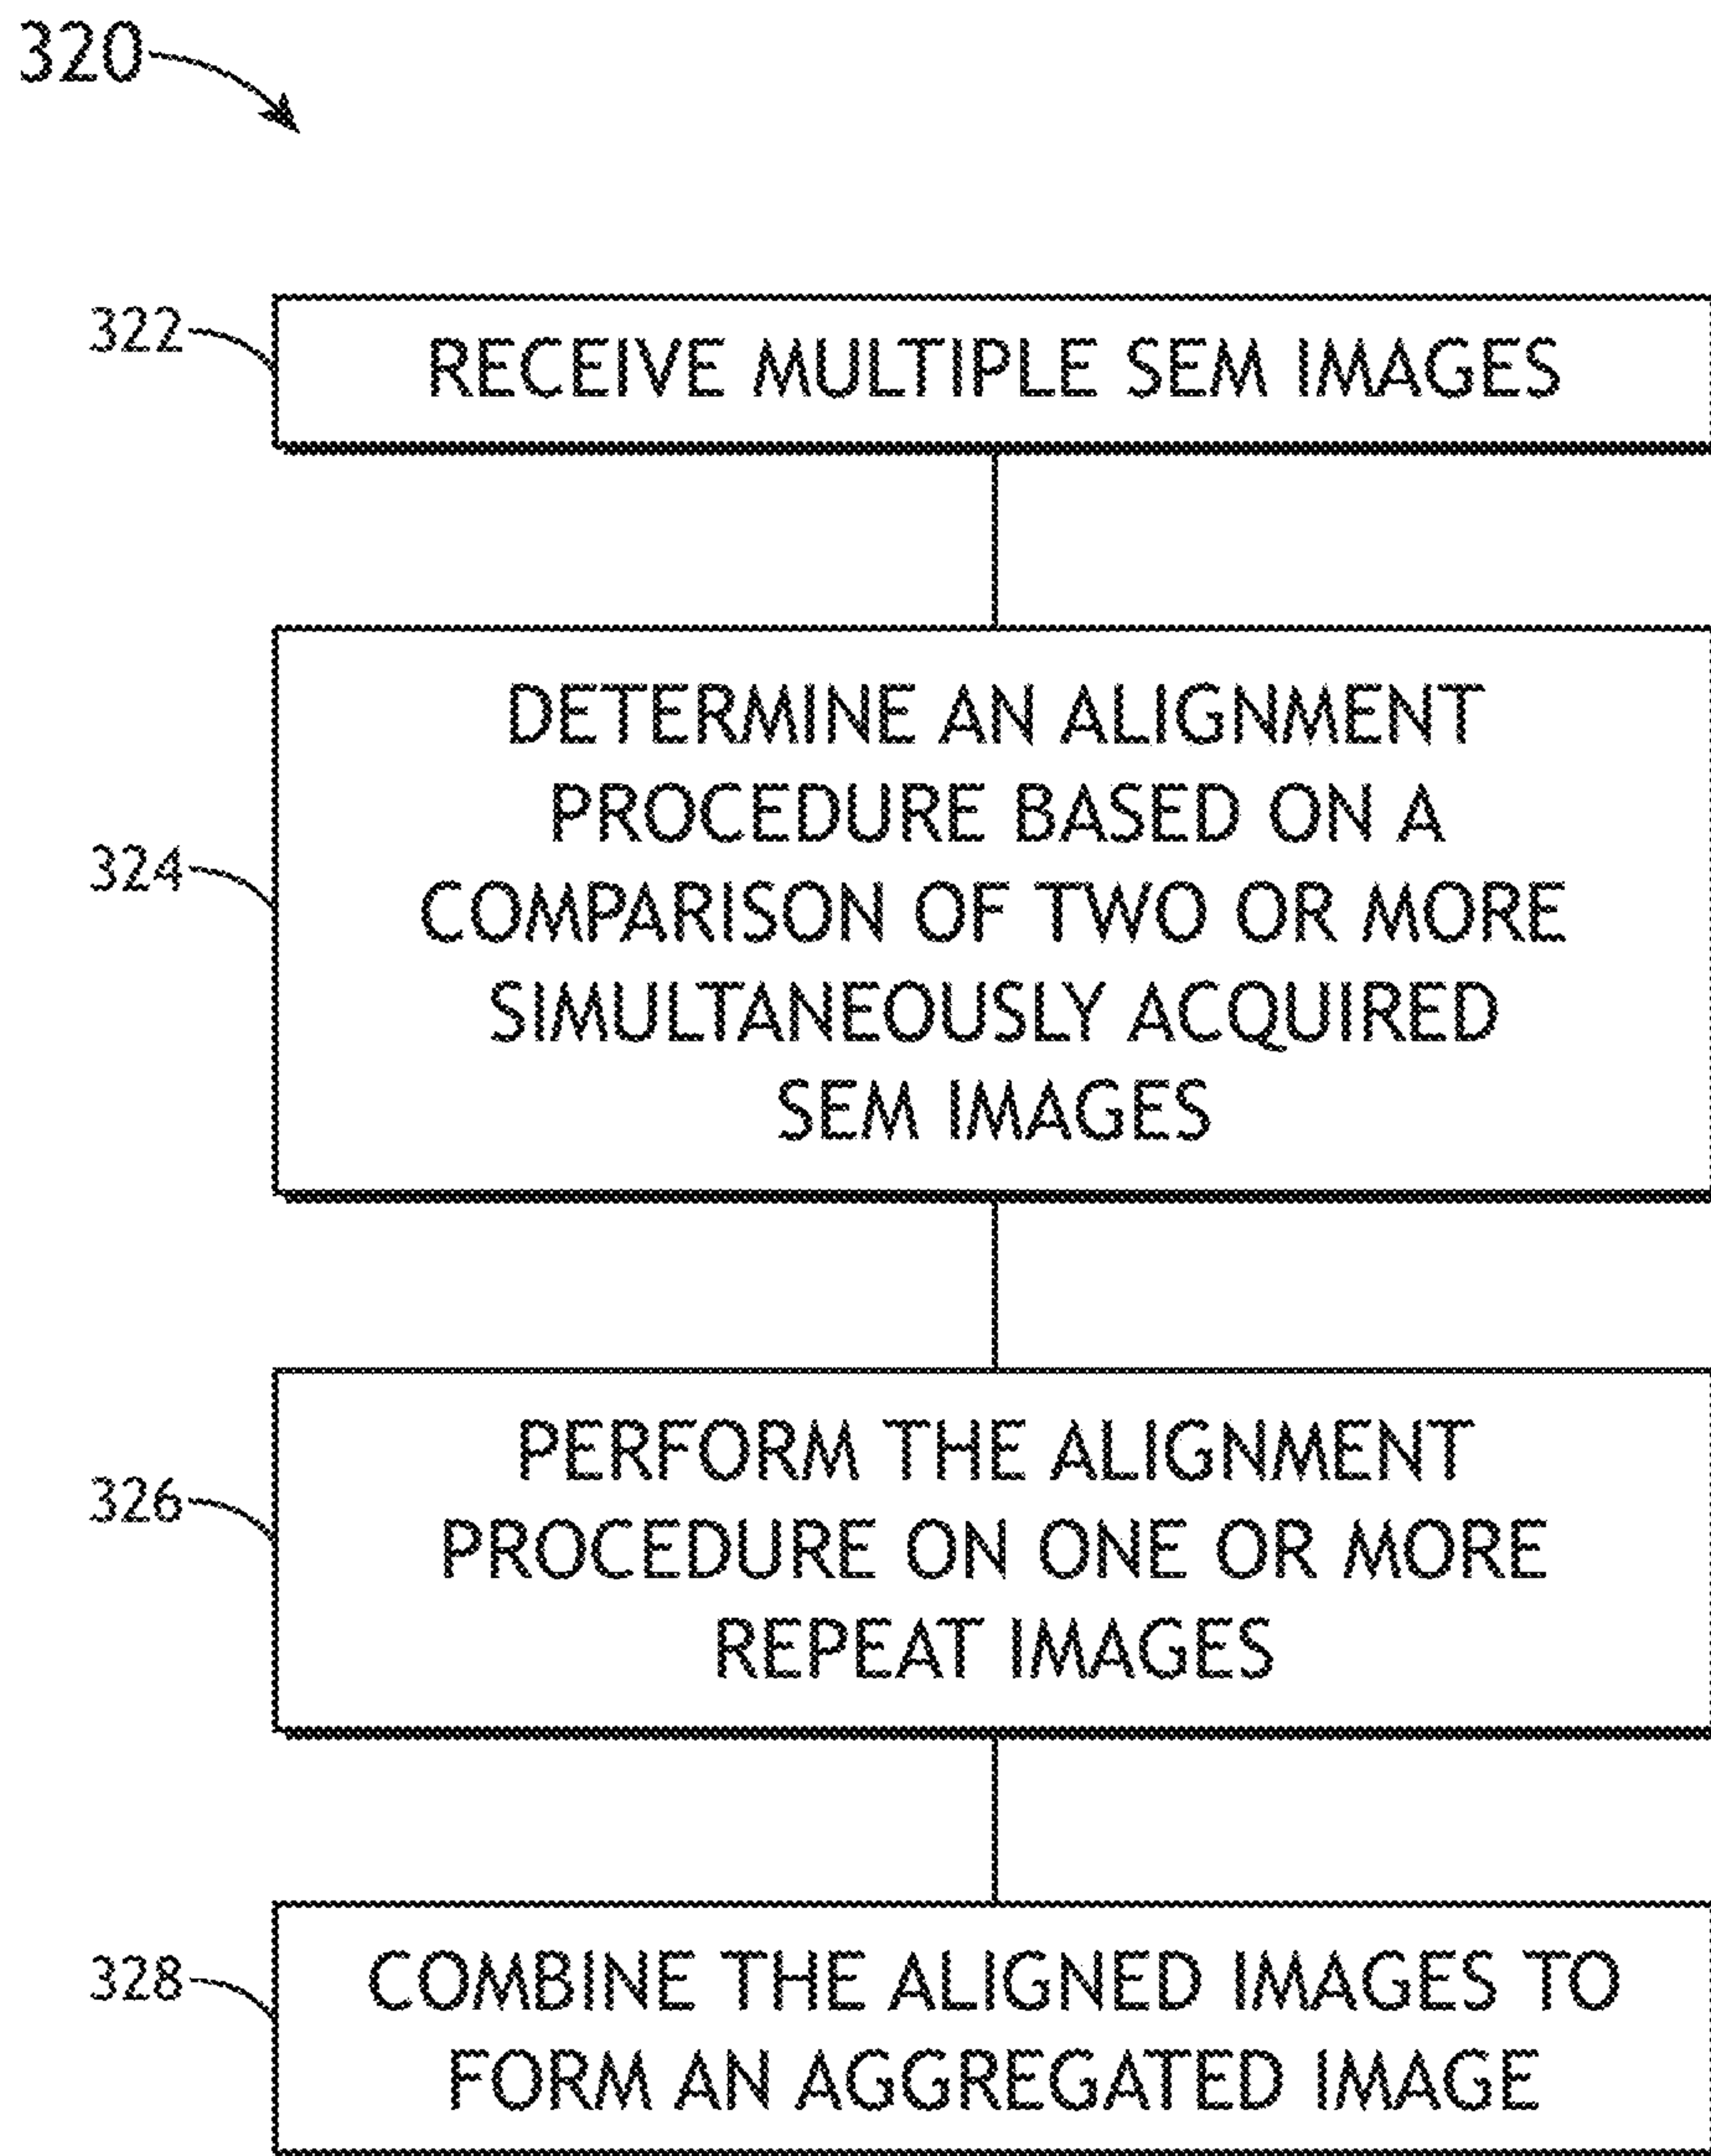 320
322
RECEIVE MULTIPLE SEM IMAGES
324
DETERMINE AN ALIGNMENT
PROCEDURE BASED ON A
COMPARISON OF TWO OR MORE
SIMULTANEOUSLY ACQUIRED
SEM IMAGES
326
PERFORM THE ALIGNMENT
PROCEDURE ON ONE OR MORE
REPEAT IMAGES
328
COMBINE THE ALIGNED IMAGES TO
FORM AN AGGREGATED IMAGE